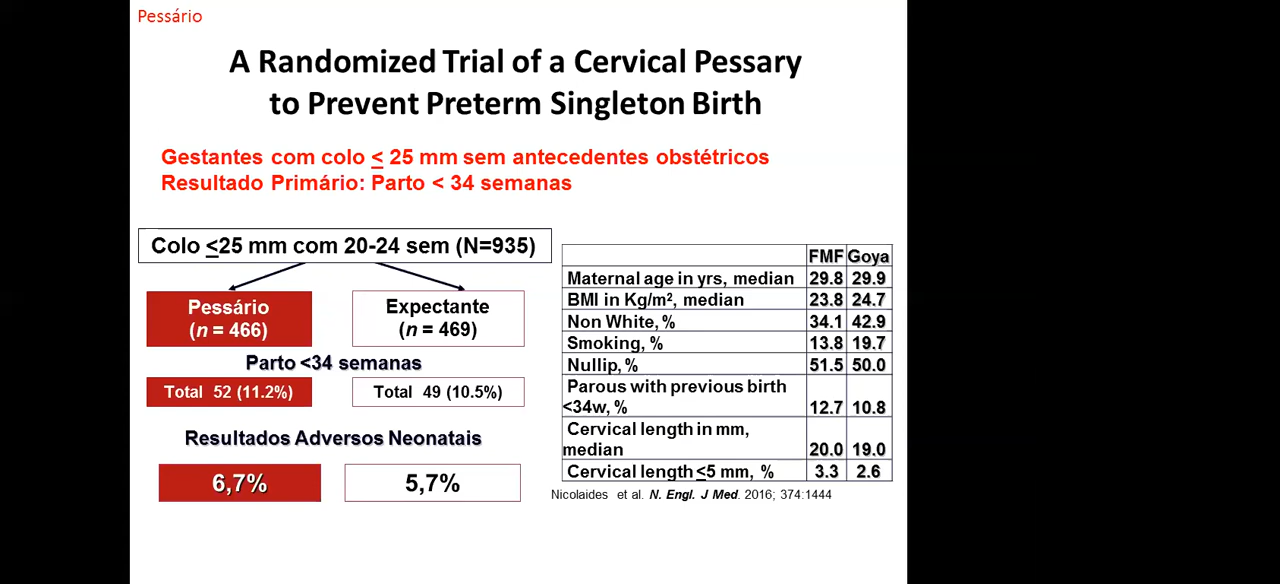 Pessário
A Randomized Trial of a Cervical Pessary
to Prevent Preterm Singleton Birth
Gestantes com colo ≤ 25 mm sem antecedentes obstétricos
Resultado Primário: Parto < 34 semanas
Colo ≤25 mm com 20-24 sem (N=935)
Pessário
(n = 466)
Expectante
(n = 469)
Parto <34 semanas
Total 52 (11.2%)
Total 49 (10.5%)
Resultados Adversos Neonatais
6,7%
5,7%
FMF Goya
Maternal age in yrs, median 29.8 29.9
BMI in Kg/m², median 23.8 24.7
Non White, % 34.1 42.9
Smoking, % 13.8 19.7
Nullip, % 51.5 50.0
Parous with previous birth
<34w, % 12.7 10.8
Cervical length in mm,
median 20.0 19.0
Cervical length ≤5 mm, % 3.3 2.6
Nicolaides et al. N. Engl. J Med. 2016; 374:1444